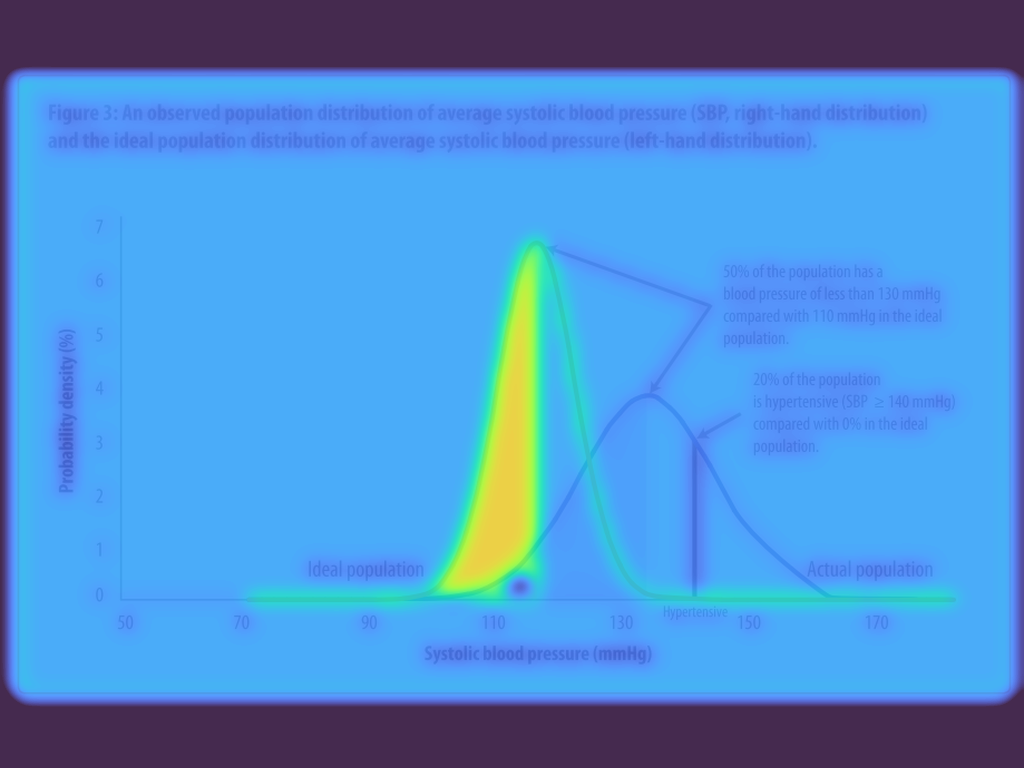 Figure 3: An observed population distribution of average systolic blood pressure (SBP, right-hand distribution)
and the ideal population distribution of average systolic blood pressure (left-hand distribution).
7
6
5
4
3
2
1
0
Probability density (%)
50% of the population has a
blood pressure of less than 130 mmHg
compared with 110 mmHg in the ideal
population.
20% of the population
is hypertensive (SBP ≥ 140 mmHg)
compared with 0% in the ideal
population.
Ideal population
Actual population
Hypertensive
50 70 90 110 130 150 170
Systolic blood pressure (mmHg)